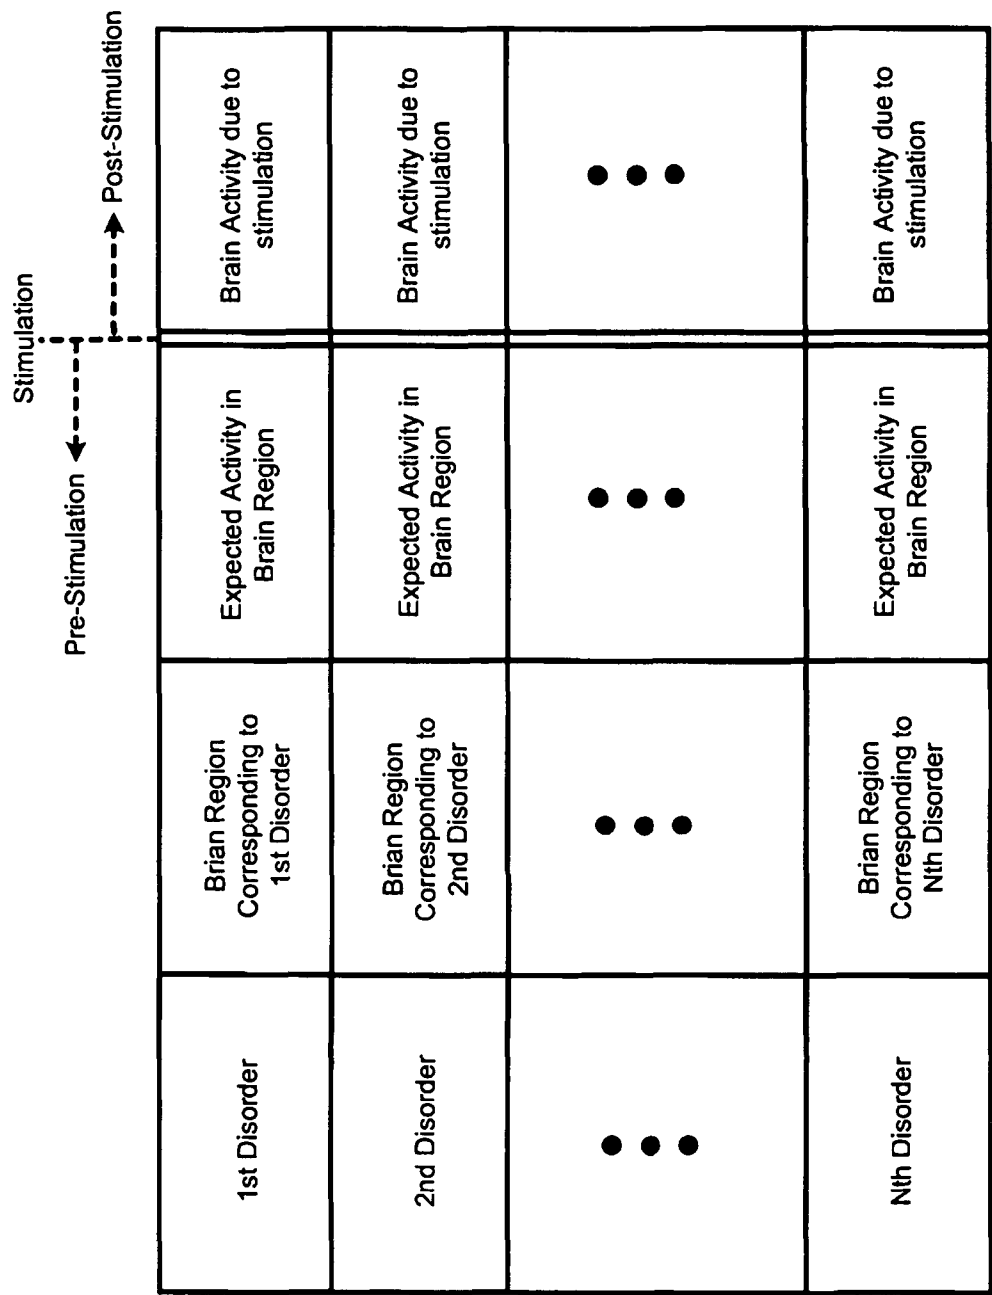 Stimulation
Pre-Stimulation
Post-Stimulation
1st Disorder
Brian Region
Corresponding to
1st Disorder
Expected Activity in
Brain Region
Brain Activity due to
stimulation
2nd Disorder
Brian Region
Corresponding to
2nd Disorder
Expected Activity in
Brain Region
Brain Activity due to
stimulation
Nth Disorder
Brian Region
Corresponding to
Nth Disorder
Expected Activity in
Brain Region
Brain Activity due to
stimulation